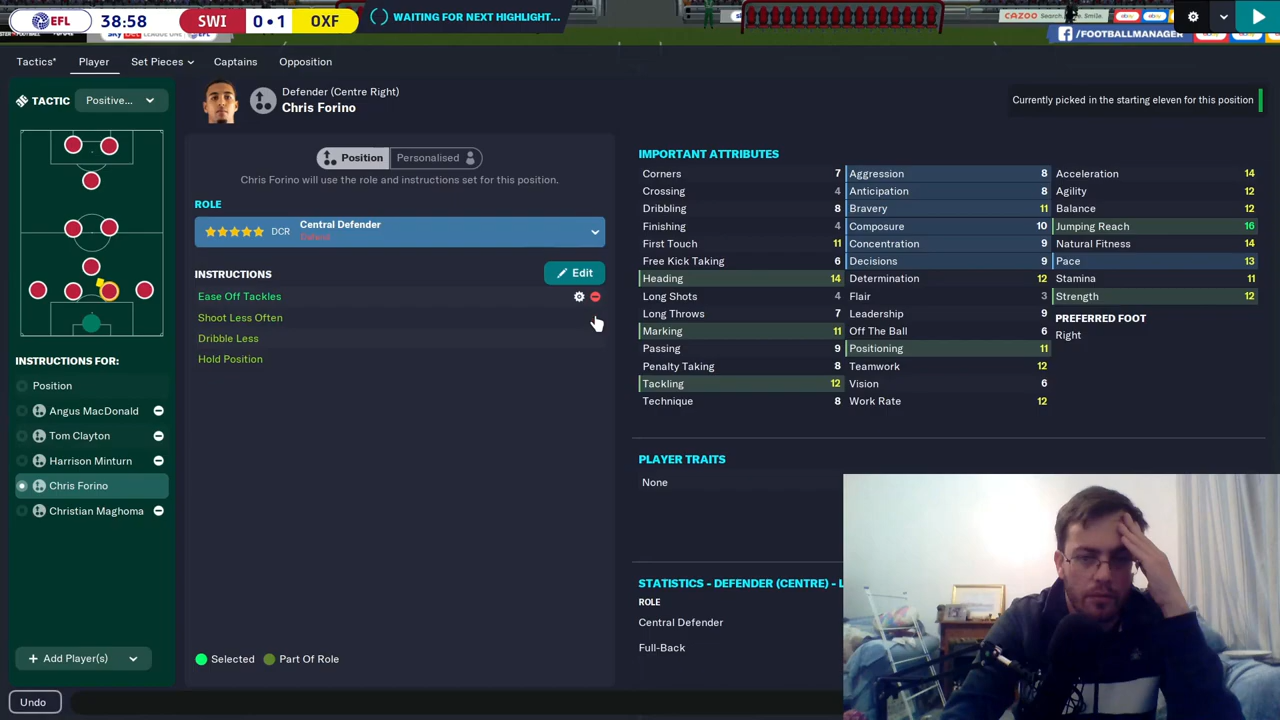 EFL 38:58 SWI 0 • 1 OXF WAITING FOR NEXT HIGHLIGHT...
CAZOO
/FOOTBALLMANAGER
Tactics* Player Set Pieces Captains Opposition
TACTIC Positive...
Defender (Centre Right)
Chris Forino
Currently picked in the starting eleven for this position
Position Personalised
Chris Forino will use the role and instructions set for this position.
ROLE
DCR Central Defender
INSTRUCTIONS Edit
Ease Off Tackles
Shoot Less Often
Dribble Less
Hold Position
Selected Part Of Role
INSTRUCTIONS FOR:
Position
Angus MacDonald
Tom Clayton
Harrison Minturn
Chris Forino
Christian Maghoma
Add Player(s)
Undo
IMPORTANT ATTRIBUTES
Corners 7 Aggression 8 Acceleration 14
Crossing 4 Anticipation 8 Agility 12
Dribbling 8 Bravery 11 Balance 12
Finishing 4 Composure 10 Jumping Reach 16
First Touch 11 Concentration 9 Natural Fitness 14
Free Kick Taking 6 Decisions 9 Pace 13
Heading 14 Determination 12 Stamina 11
Long Shots 4 Flair 3 Strength 12
Long Throws 7 Leadership 9 PREFERRED FOOT
Marking 11 Off The Ball 6 Right
Passing 9 Positioning 11
Penalty Taking 8 Teamwork 12
Tackling 12 Vision 6
Technique 8 Work Rate 12
PLAYER TRAITS
None
STATISTICS - DEFENDER (CENTRE) - L
ROLE
Central Defender
Full-Back